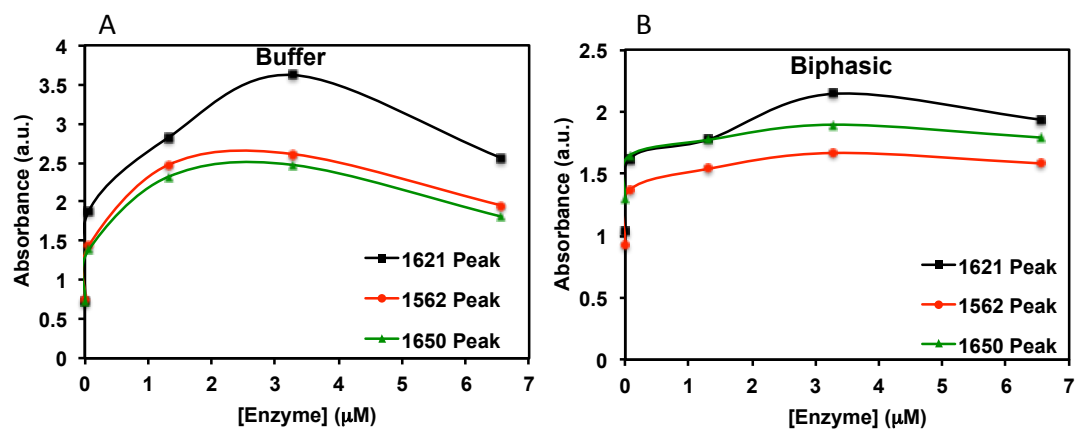 A
Buffer
4
3.5
3
2.5
2
1.5
1
0.5
0
Absorbance (a.u.)
1621 Peak
1562 Peak
1650 Peak
0 1 2 3 4 5 6 7
[Enzyme] (μM)
B
Biphasic
2.5
2
1.5
1
0.5
0
Absorbance (a.u.)
1621 Peak
1562 Peak
1650 Peak
0 1 2 3 4 5 6 7
[Enzyme] (μM)